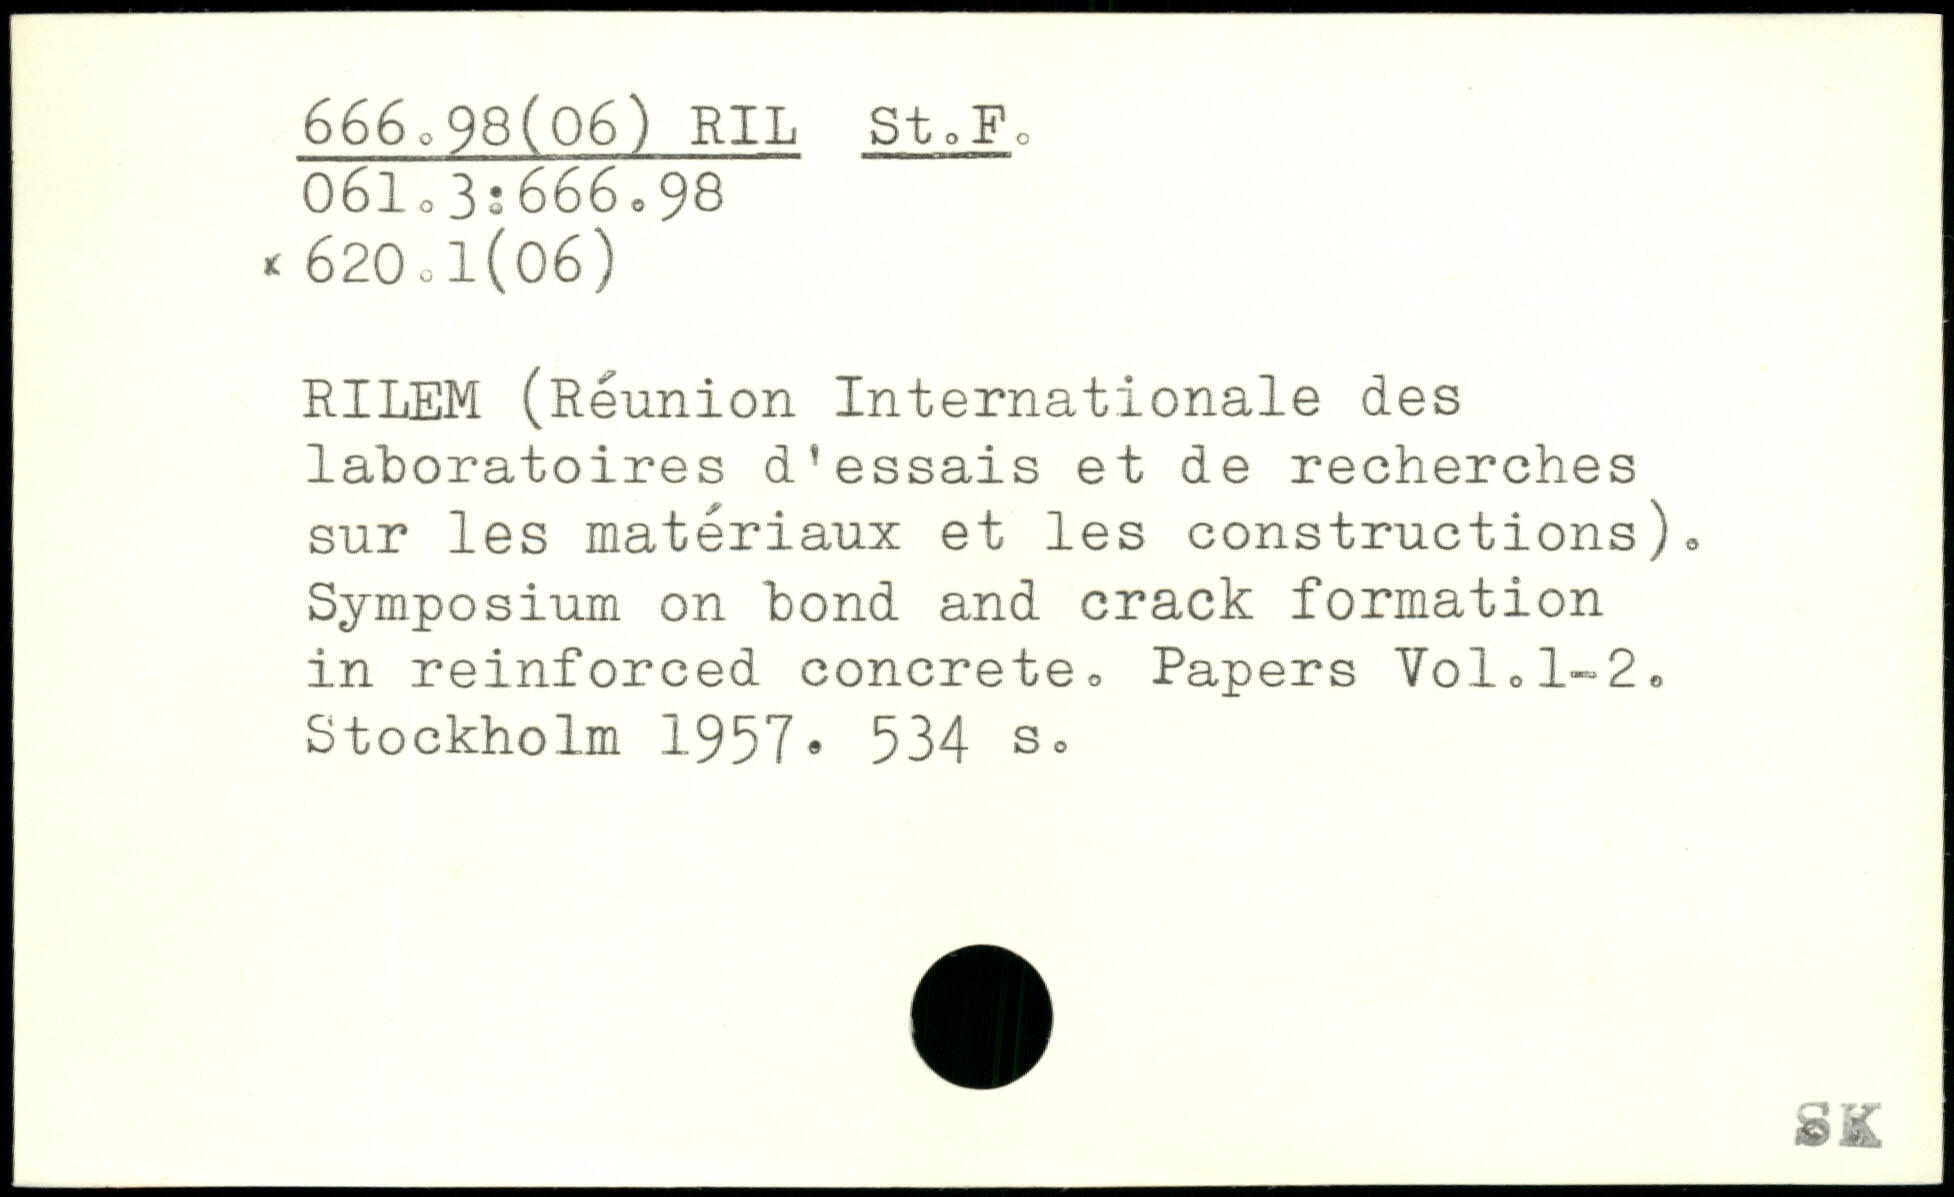 666.98(06) RIL St.F.
061.3:666.98
x 620.1(06)
RILEM (Réunion Internationale des
laboratoires d'essais et de recherches
sur les matériaux et les constructions).
Symposium on bond and crack formation
in reinforced concrete. Papers Vol.1-2.
Stockholm 1957. 534 s.
SK